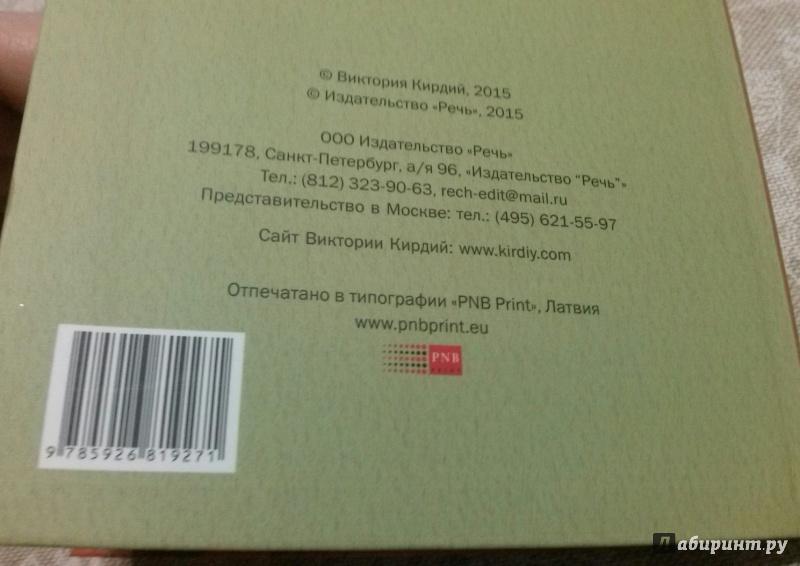 © Виктория Кирдий, 2015
© Издательство «Речь», 2015
ООО Издательство «Речь»
199178, Санкт-Петербург, а/я 96, «Издательство "Речь"»
Тел.: (812) 323-90-63, rech-edit@mail.ru
Представительство в Москве: тел.: (495) 621-55-97
Сайт Виктории Кирдий: www.kirdiy.com
Отпечатано в типографии «PNB Print», Латвия
www.pnbprint.eu
PNB
PRINT
9 785926 819271
Лабиринт.ру